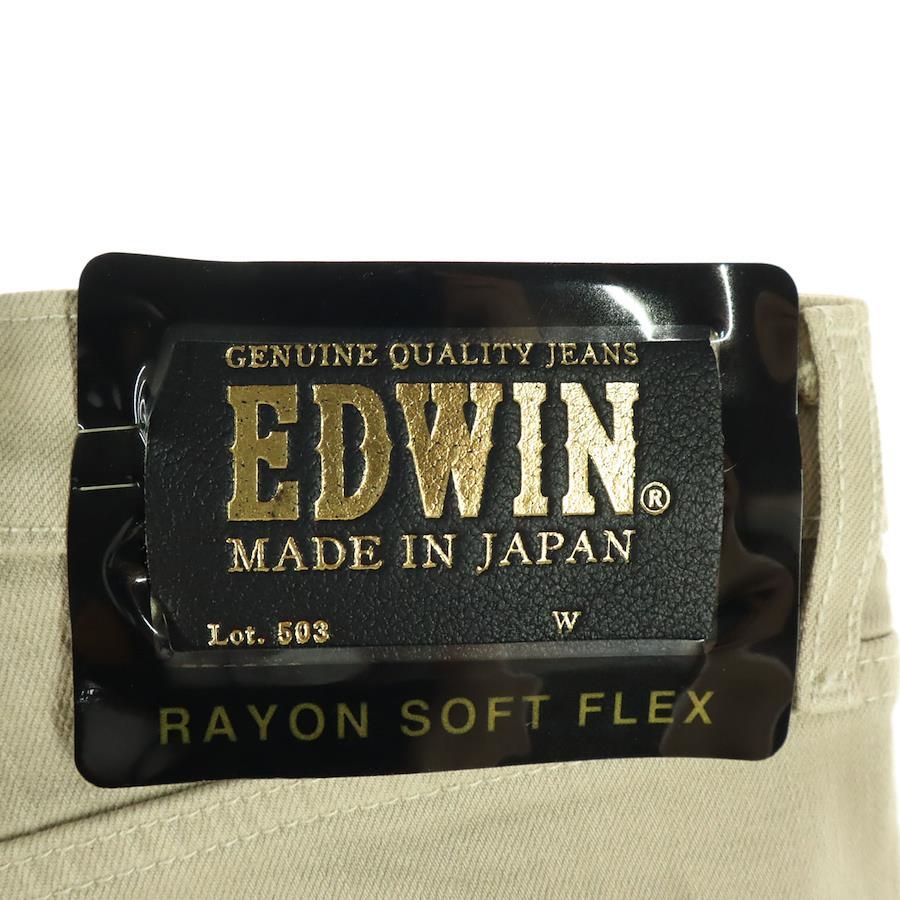 GENUINE QUALITY JEANS
EDWIN®
MADE IN JAPAN
Lot. 503 W
RAYON SOFT FLEX